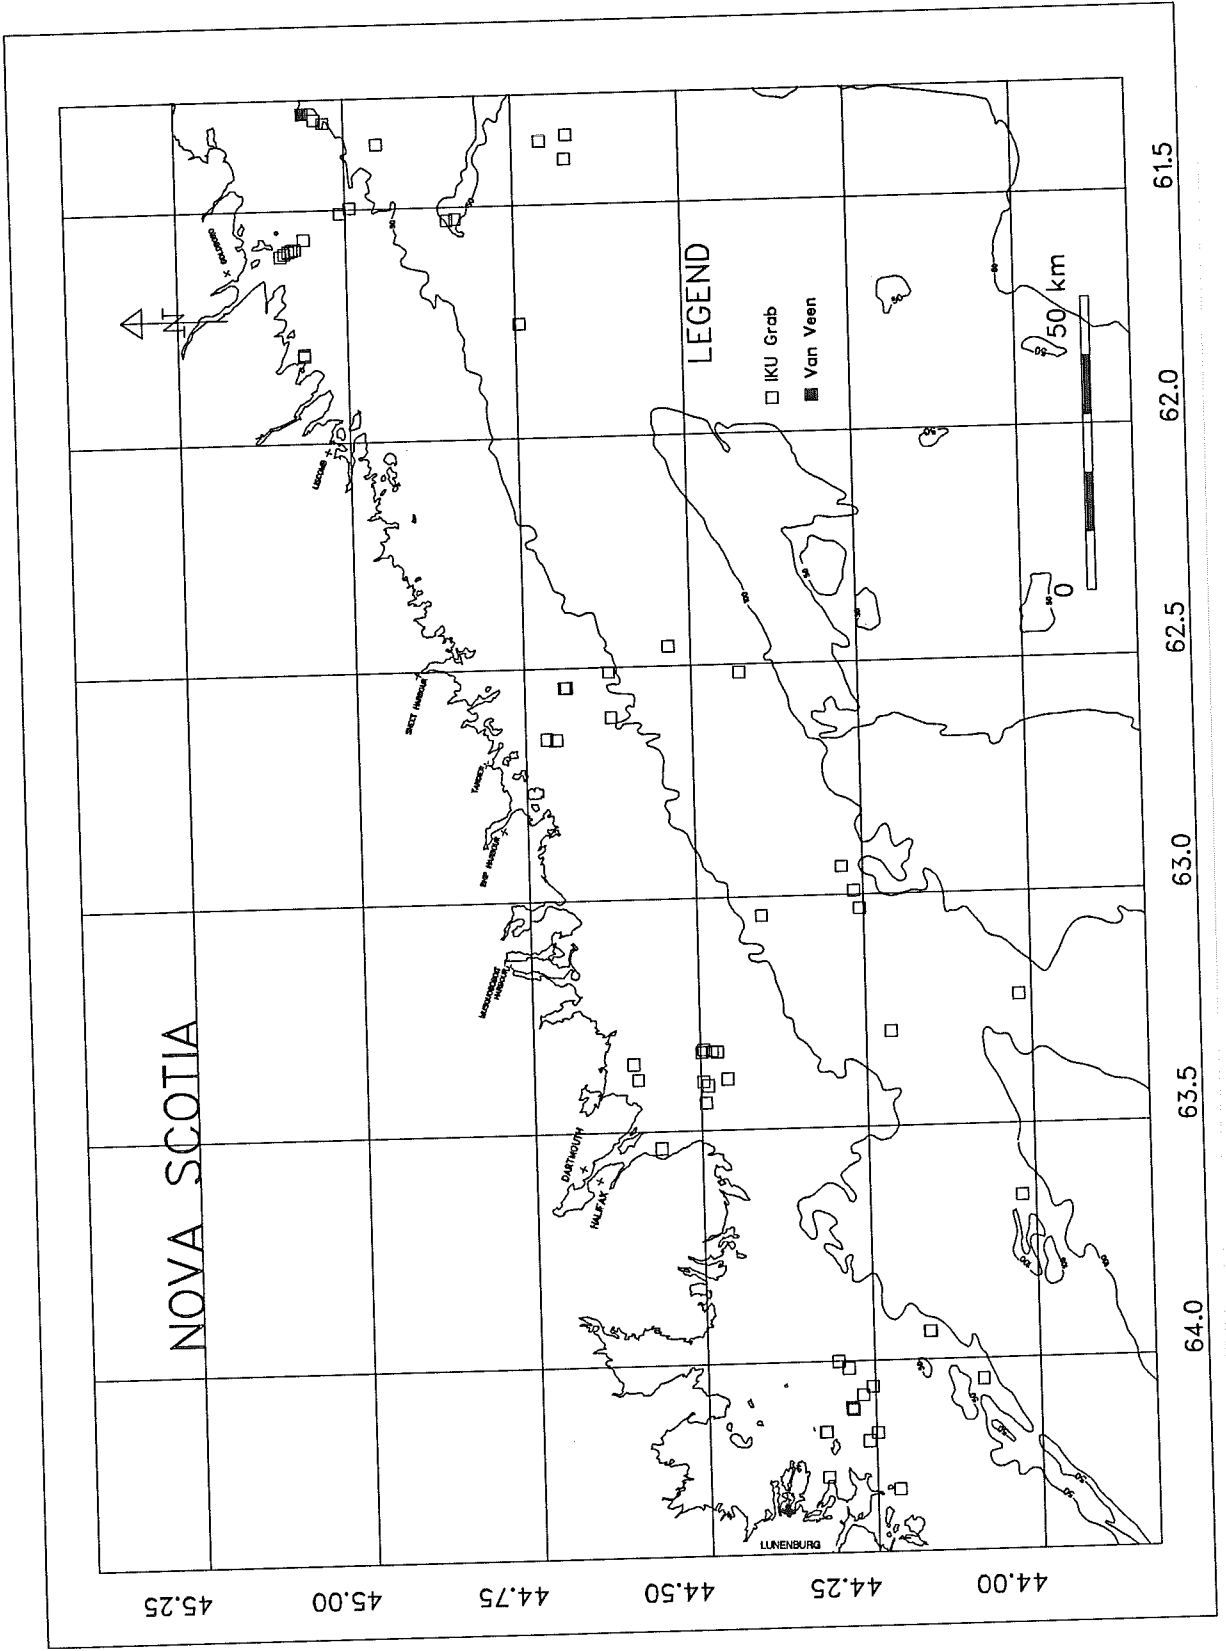 NOVA SCOTIA
N
GOLDBORO
LISCOMB
SHEET HARBOUR
TANGIER
SHIP HARBOUR
MUSQUODOBOIT
HARBOUR
DARTMOUTH
HALIFAX
LUNENBURG
LEGEND
IKU Grab
Van Veen
0
50 km
45.25
45.00
44.75
44.50
44.25
44.00
64.0
63.5
63.0
62.5
62.0
61.5